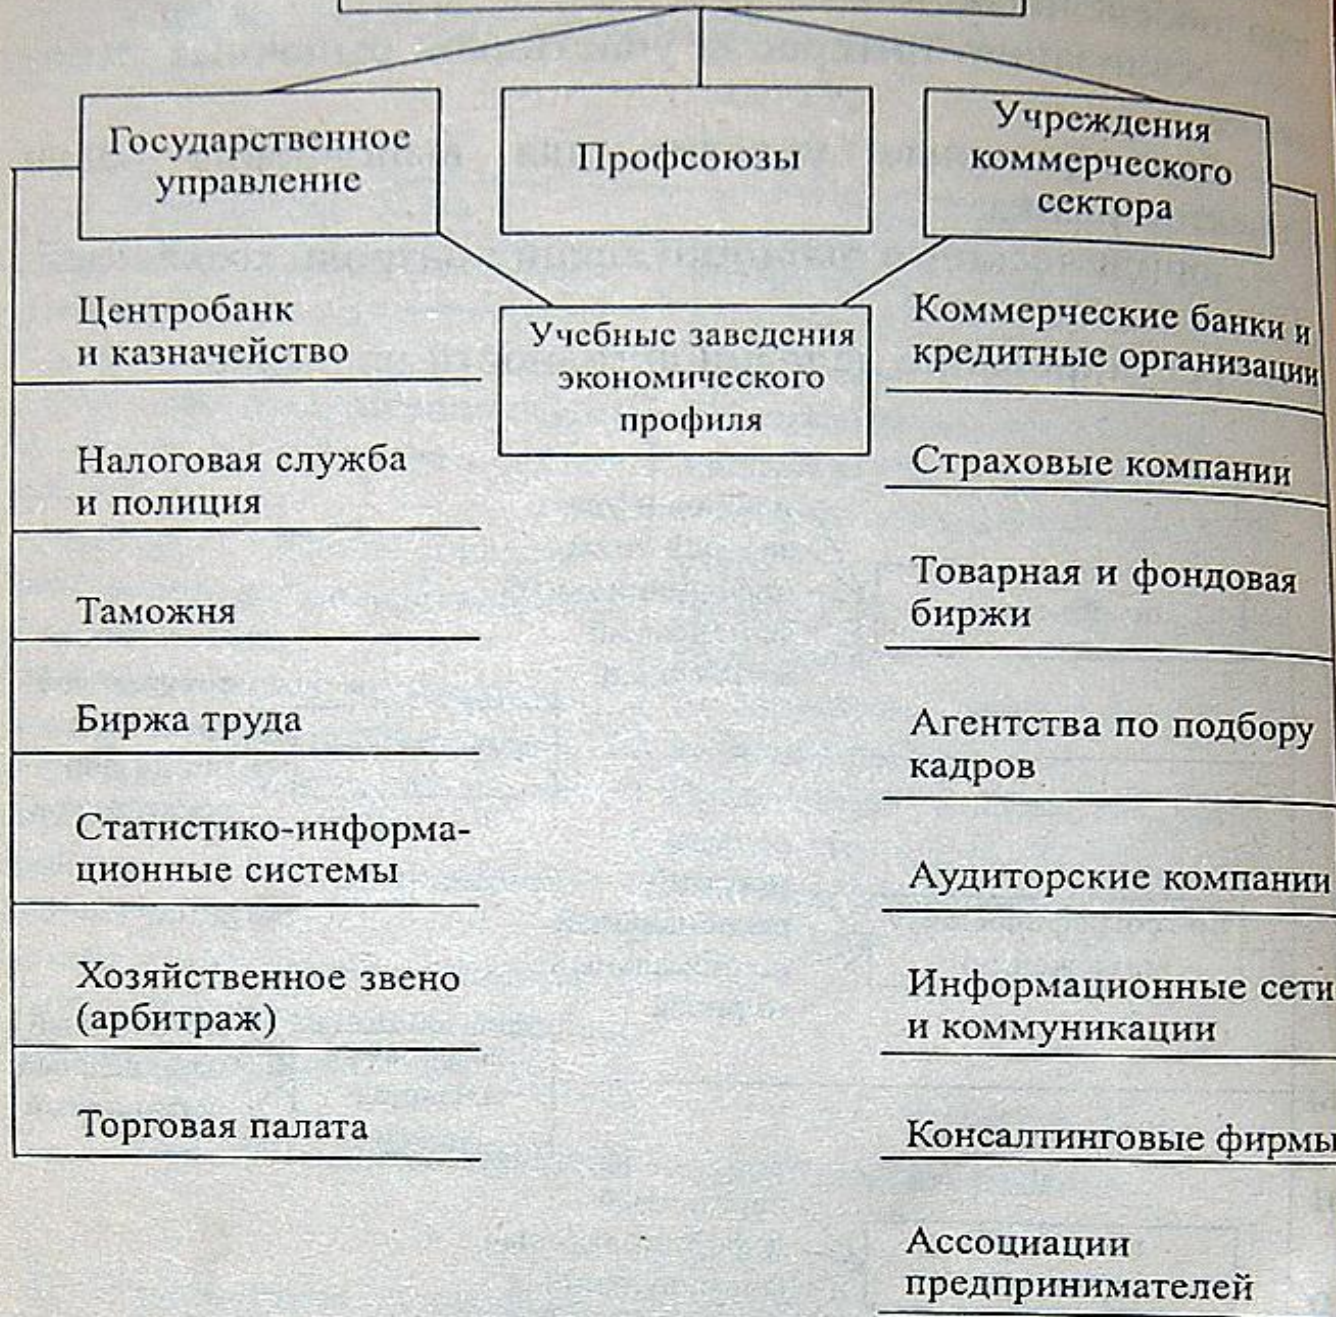 Государственное
управление
Профсоюзы
Учреждения
коммерческого
сектора
Учебные заведения
экономического
профиля
Центробанк
и казначейство
Налоговая служба
и полиция
Таможня
Биржа труда
Статистико-информа-
ционные системы
Хозяйственное звено
(арбитраж)
Торговая палата
Коммерческие банки и
кредитные организации
Страховые компании
Товарная и фондовая
биржи
Агентства по подбору
кадров
Аудиторские компании
Информационные сети
и коммуникации
Консалтинговые фирмы
Ассоциации
предпринимателей